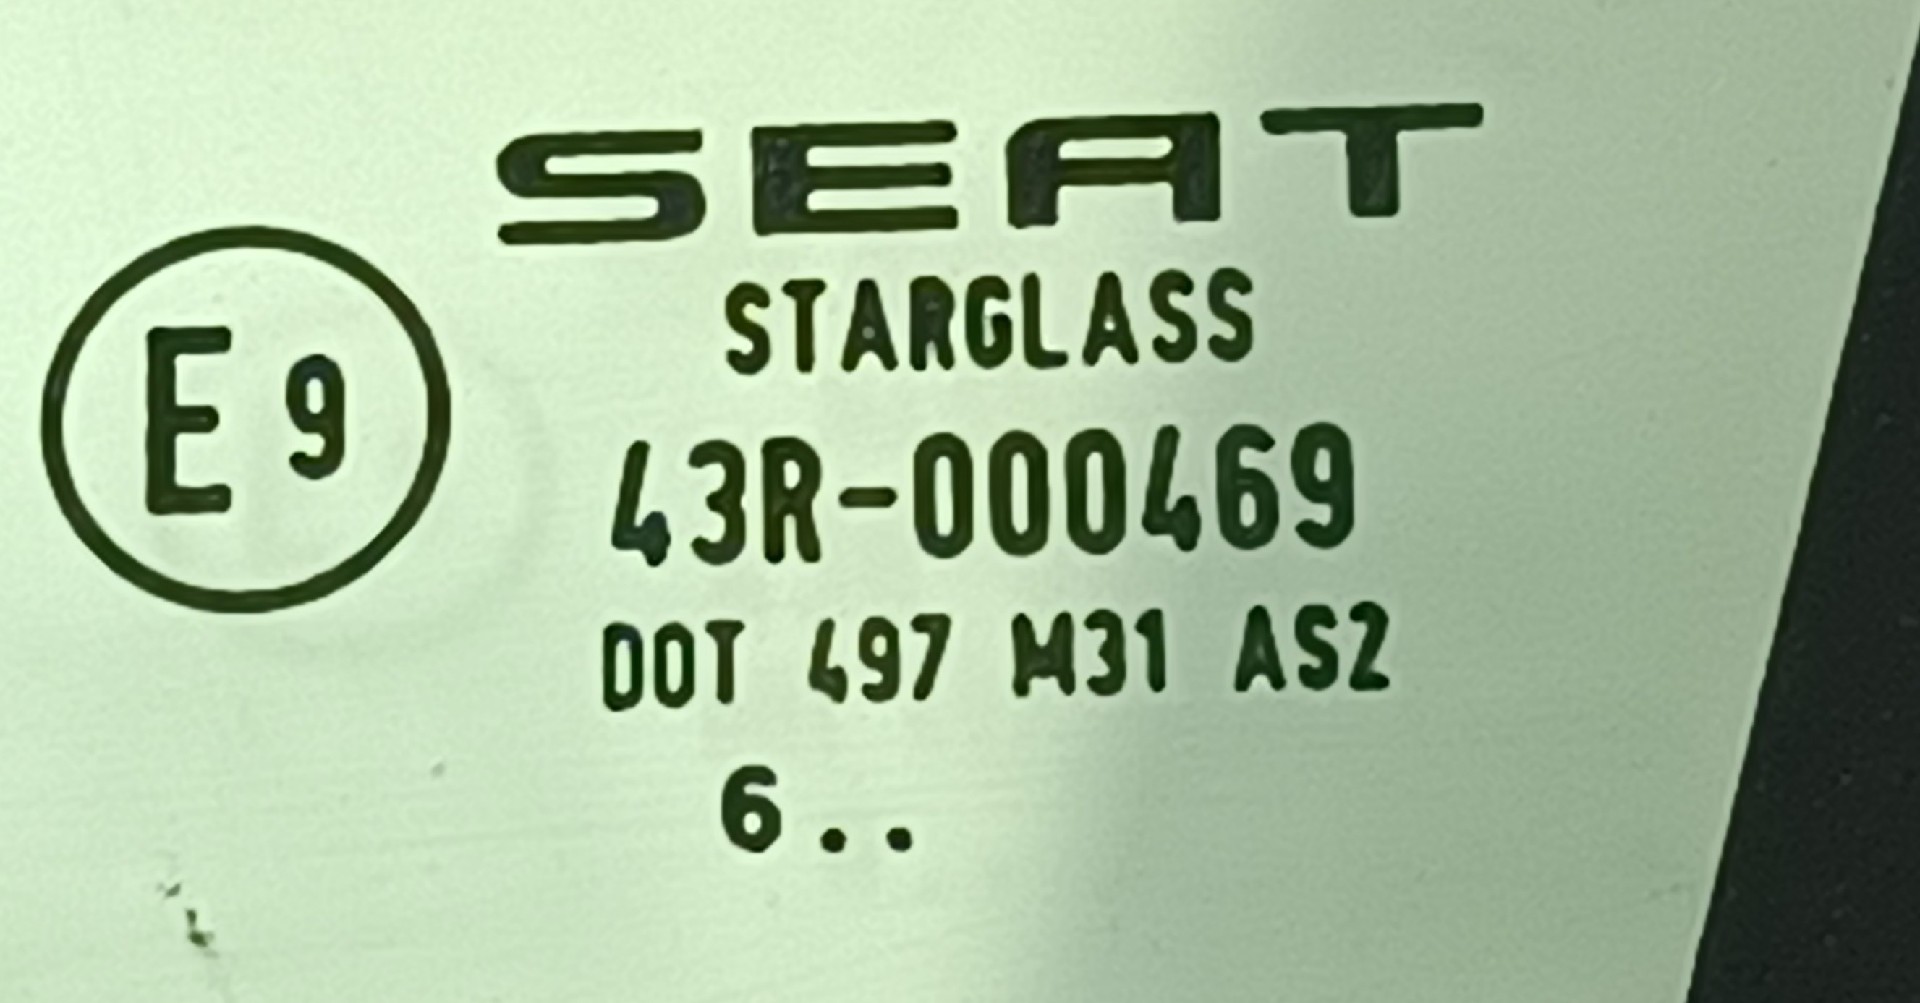 SEAT
STARGLASS
E 9
43R-000469
DOT 497 M31 AS2
6..